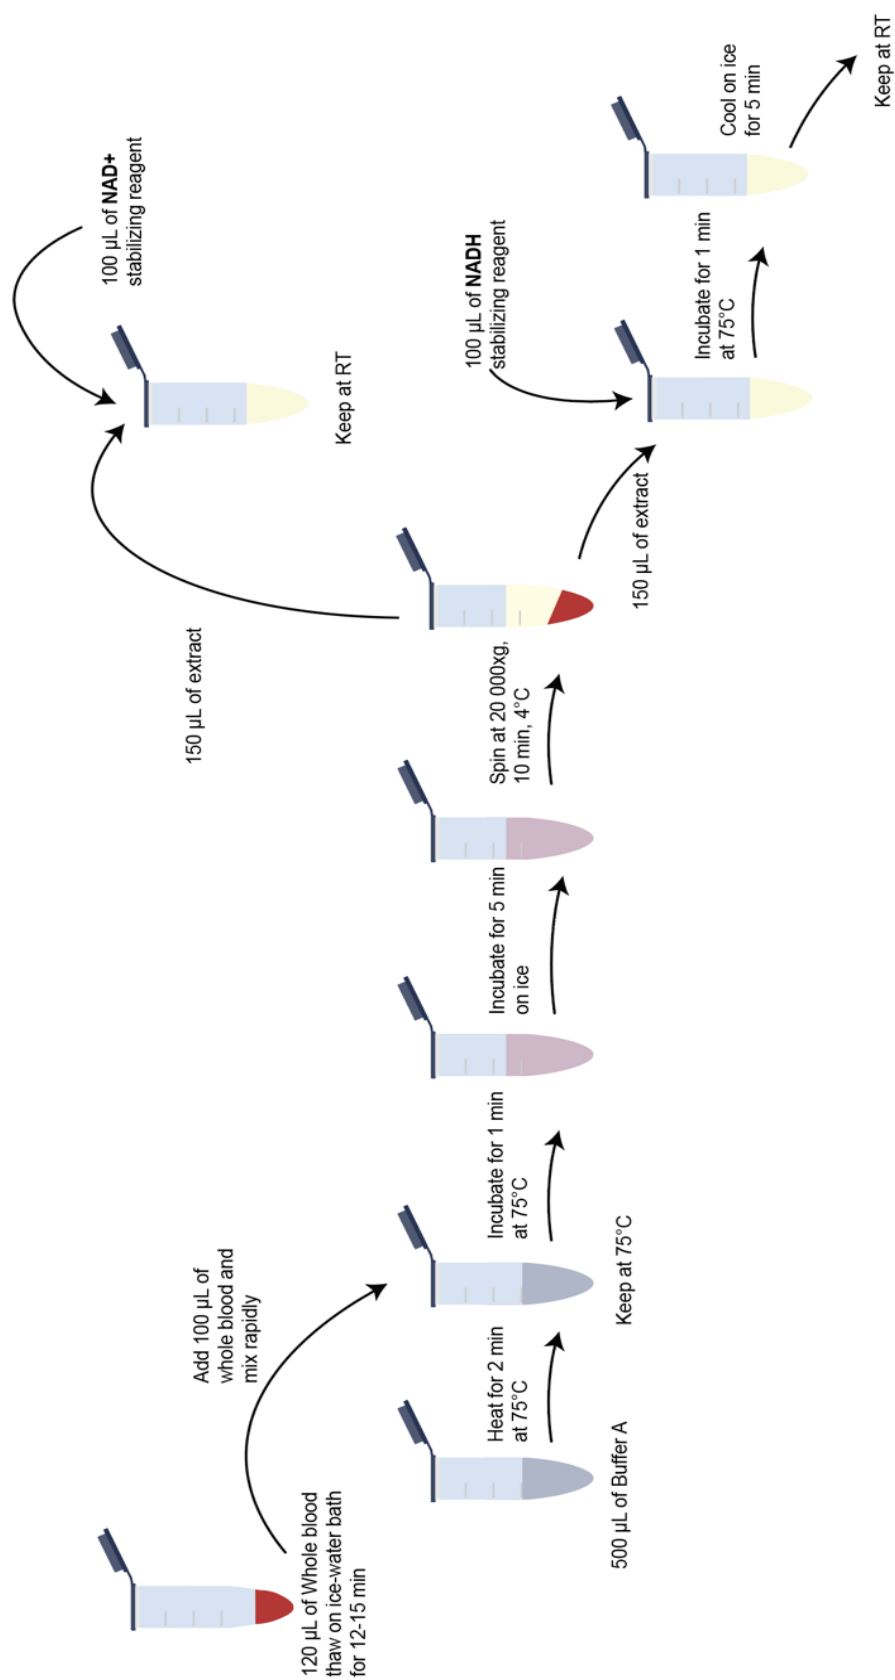 120 µL of Whole blood
thaw on ice-water bath
for 12-15 min
Add 100 µL of
whole blood and
mix rapidly
500 µL of Buffer A
Heat for 2 min
at 75°C
Keep at 75°C
Incubate for 1 min
at 75°C
Incubate for 5 min
on ice
Spin at 20 000xg,
10 min, 4°C
150 µL of extract
100 µL of NAD+
stabilizing reagent
Keep at RT
150 µL of extract
100 µL of NADH
stabilizing reagent
Incubate for 1 min
at 75°C
Cool on ice
for 5 min
Keep at RT